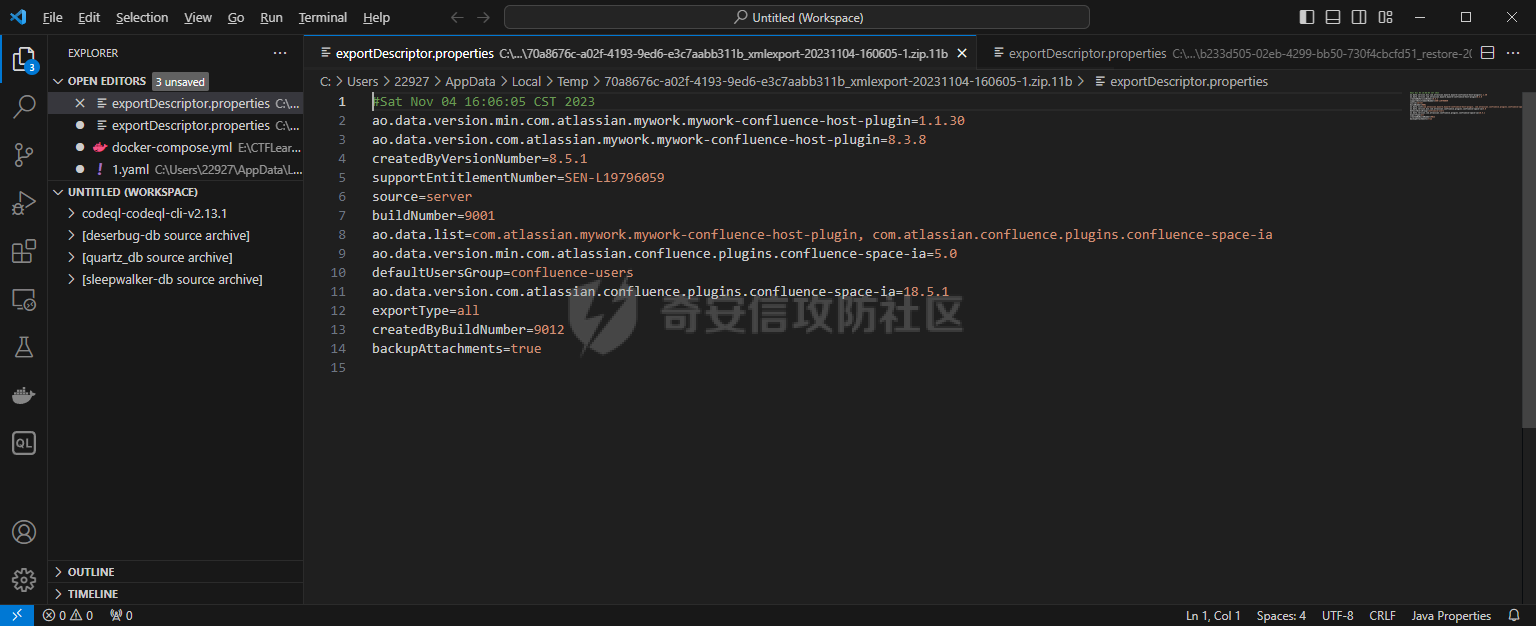 File Edit Selection View Go Run Terminal Help Untitled (Workspace)
EXPLORER
OPEN EDITORS 3 unsaved
exportDescriptor.properties C:\...
exportDescriptor.properties C:\...
docker-compose.yml E:\CTFLear...
! 1.yaml C:\Users\22927\AppData\L...
UNTITLED (WORKSPACE)
codeql-codeql-cli-v2.13.1
[deserbug-db source archive]
[quartz_db source archive]
[sleepwalker-db source archive]
OUTLINE
TIMELINE
3
QL
exportDescriptor.properties C:\...\70a8676c-a02f-4193-9ed6-e3c7aabb311b_xmlexport-20231104-160605-1.zip.11b
exportDescriptor.properties C:\...\b233d505-02eb-4299-bb50-730f4cbcfd51_restore-20
C: > Users > 22927 > AppData > Local > Temp > 70a8676c-a02f-4193-9ed6-e3c7aabb311b_xmlexport-20231104-160605-1.zip.11b > exportDescriptor.properties
1 #Sat Nov 04 16:06:05 CST 2023
2 ao.data.version.min.com.atlassian.mywork.mywork-confluence-host-plugin=1.1.30
3 ao.data.version.com.atlassian.mywork.mywork-confluence-host-plugin=8.3.8
4 createdByVersionNumber=8.5.1
5 supportEntitlementNumber=SEN-L19796059
6 source=server
7 buildNumber=9001
8 ao.data.list=com.atlassian.mywork.mywork-confluence-host-plugin, com.atlassian.confluence.plugins.confluence-space-ia
9 ao.data.version.min.com.atlassian.confluence.plugins.confluence-space-ia=5.0
10 defaultUsersGroup=confluence-users
11 ao.data.version.com.atlassian.confluence.plugins.confluence-space-ia=18.5.1
12 exportType=all
13 createdByBuildNumber=9012
14 backupAttachments=true
15
奇安信攻防社区
0 0 0 Ln 1, Col 1 Spaces: 4 UTF-8 CRLF Java Properties